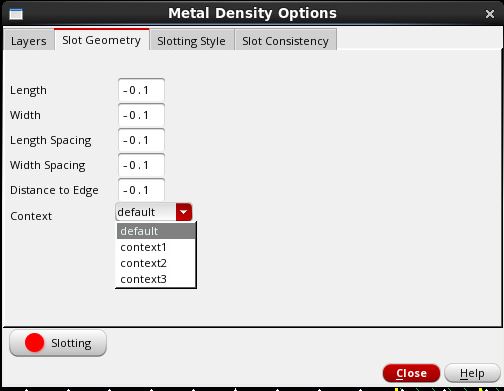 Metal Density Options
Layers Slot Geometry Slotting Style Slot Consistency
Length -0.1
Width -0.1
Length Spacing -0.1
Width Spacing -0.1
Distance to Edge -0.1
Context default
default
context1
context2
context3
Slotting
Close Help